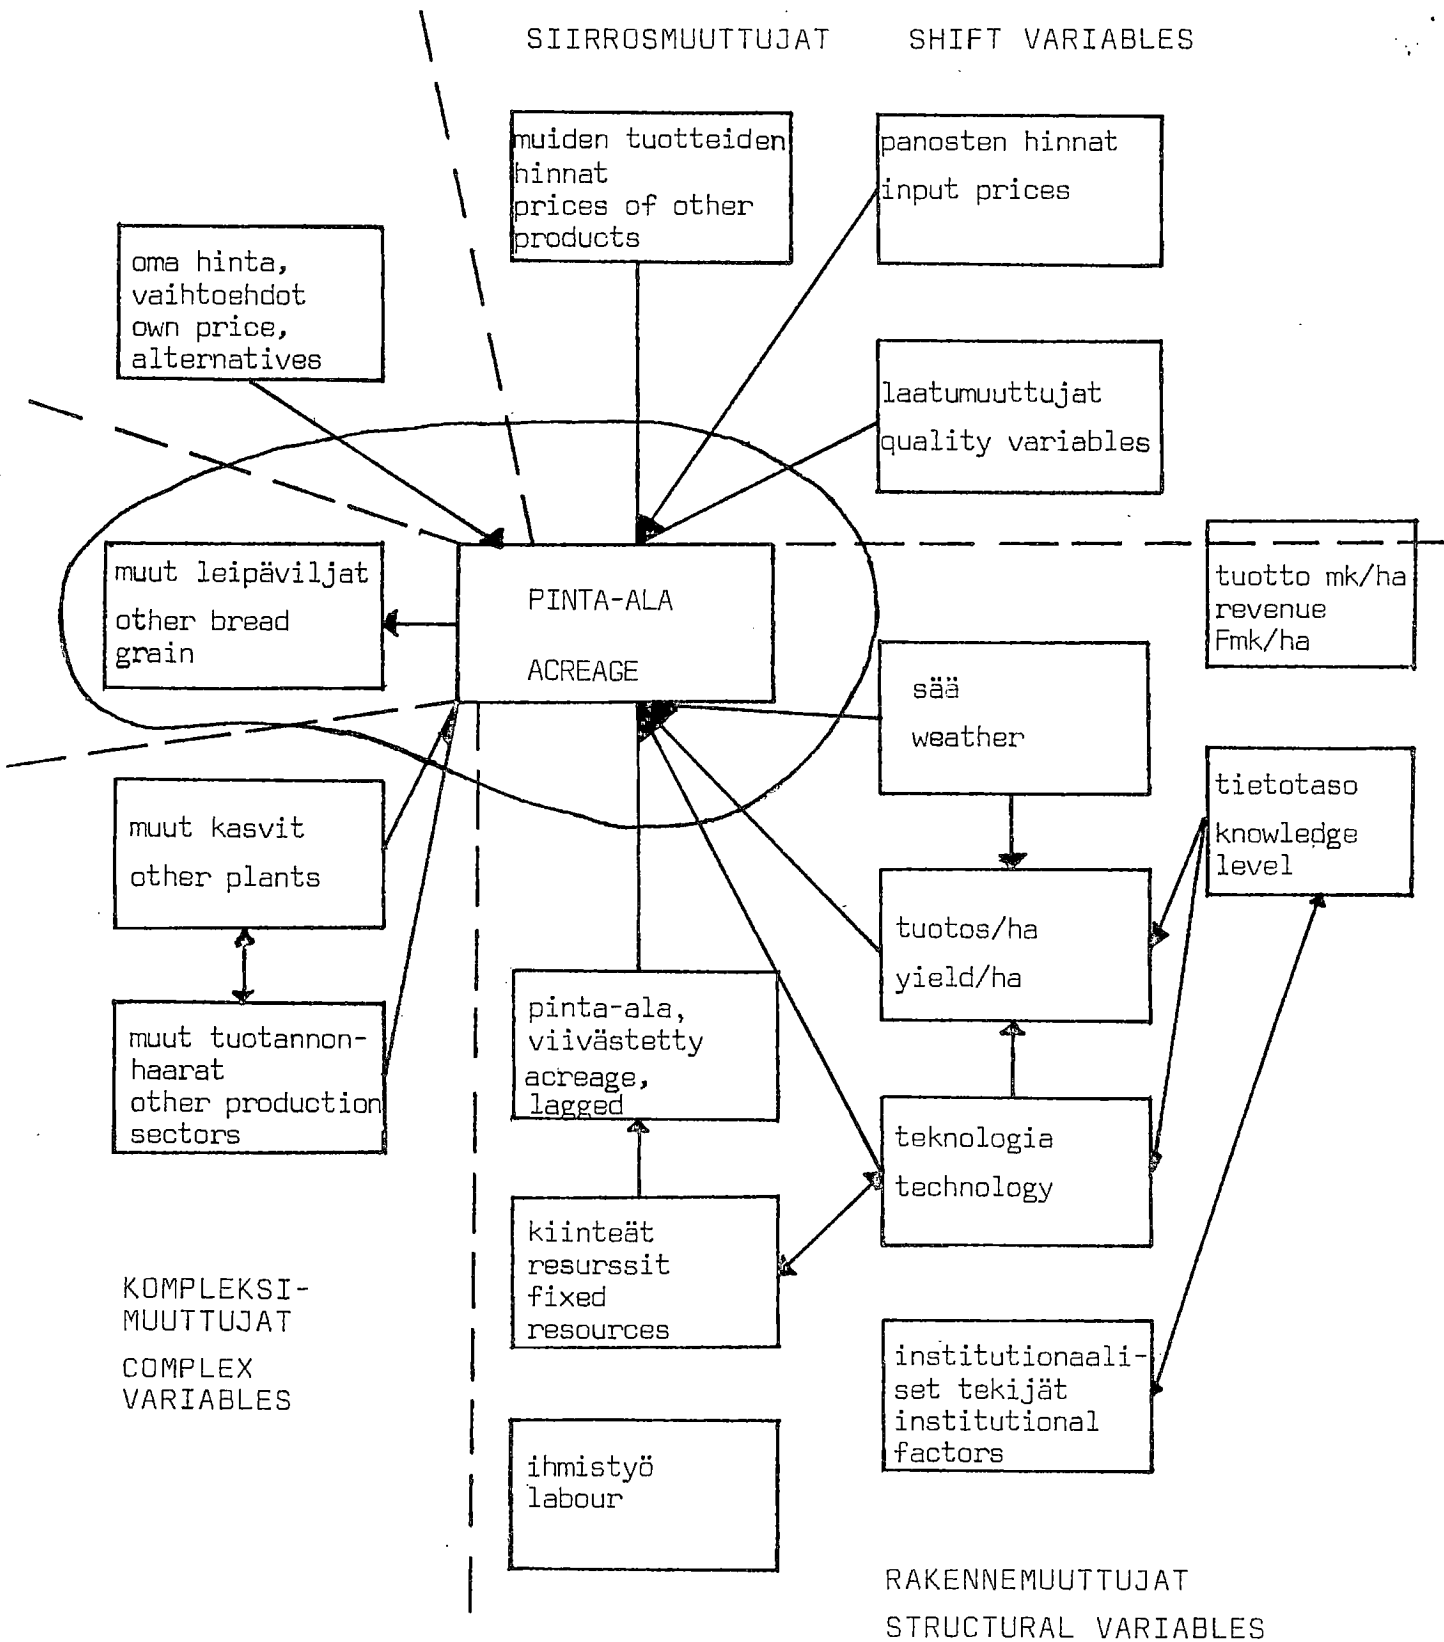 SIIRROSMUUTTUJAT SHIFT VARIABLES
muiden tuotteiden
hinnat
prices of other
products
panosten hinnat
input prices
oma hinta,
vaihtoehdot
own price,
alternatives
laatumuuttujat
quality variables
muut leipäviljat
other bread
grain
PINTA-ALA
ACREAGE
tuotto mk/ha
revenue
Fmk/ha
sää
weather
tietotaso
knowledge
level
muut kasvit
other plants
tuotos/ha
yield/ha
muut tuotannon-
haarat
other production
sectors
pinta-ala,
viivästetty
acreage,
lagged
teknologia
technology
kiinteät
resurssit
fixed
resources
KOMPLEKSI-
MUUTTUJAT
COMPLEX
VARIABLES
institutionaali-
set tekijät
institutional
factors
ihmistyö
labour
RAKENNEMUUTTUJAT
STRUCTURAL VARIABLES